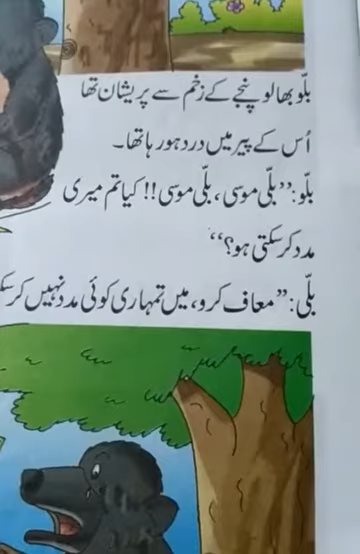 بلّو بھالو پنجے کے زخم سے پریشان تھا
اُس کے پیر میں درد ہو رہا تھا۔
بلّو: ”بلّی موسی، بلّی موسی!! کیا تم میری
مدد کر سکتی ہو؟“
بلّی: ”معاف کرو، میں تمہاری کوئی مدد نہیں کر